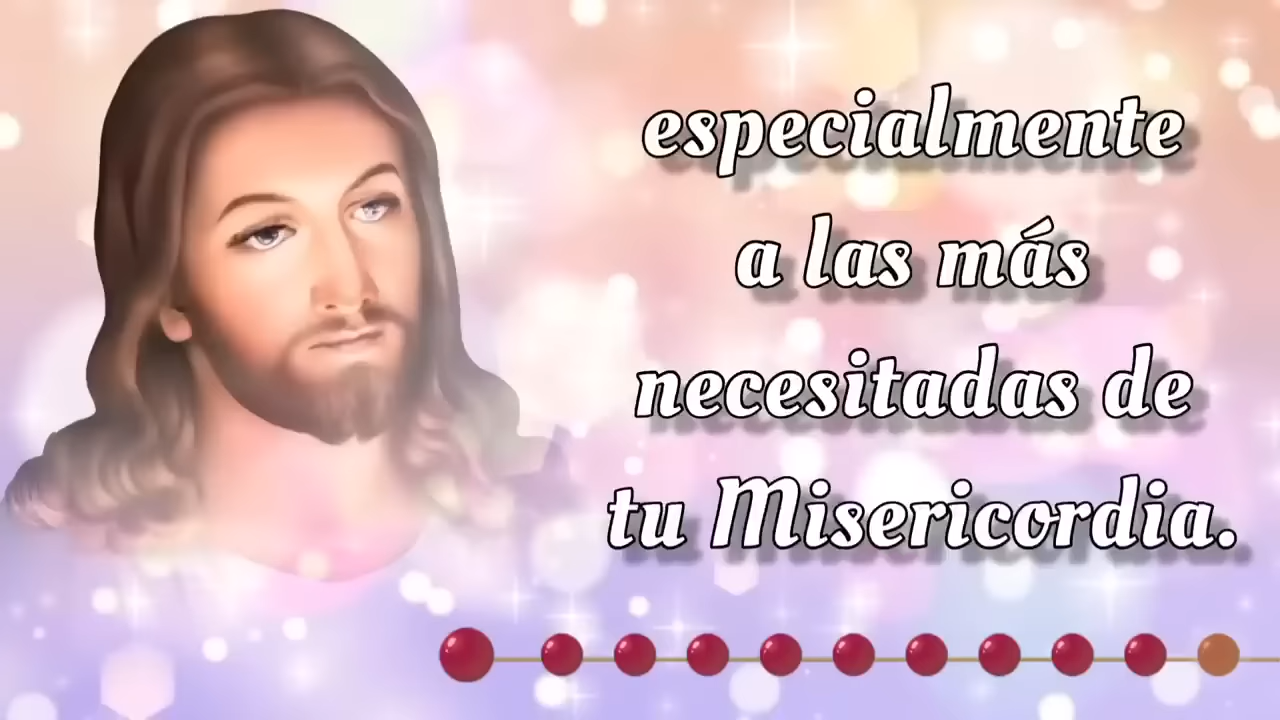 especialmente
a las más
necesitadas de
tu Misericordia.